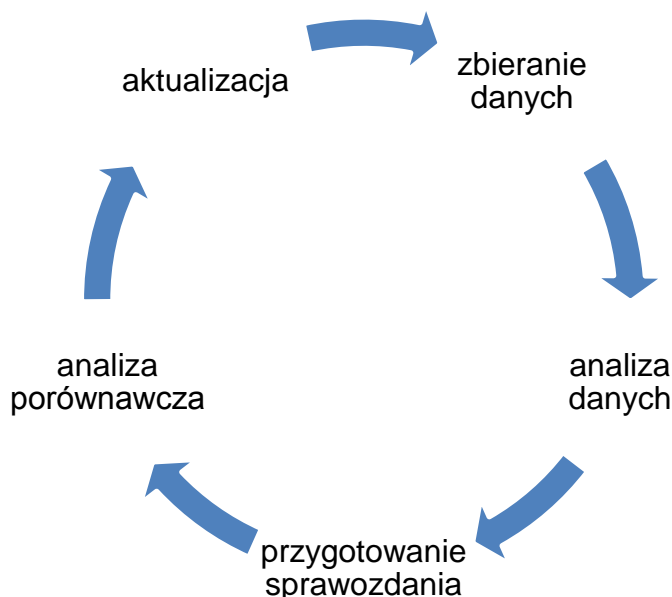 aktualizacja
zbieranie
danych
analiza
danych
przygotowanie
sprawozdania
analiza
porównawcza